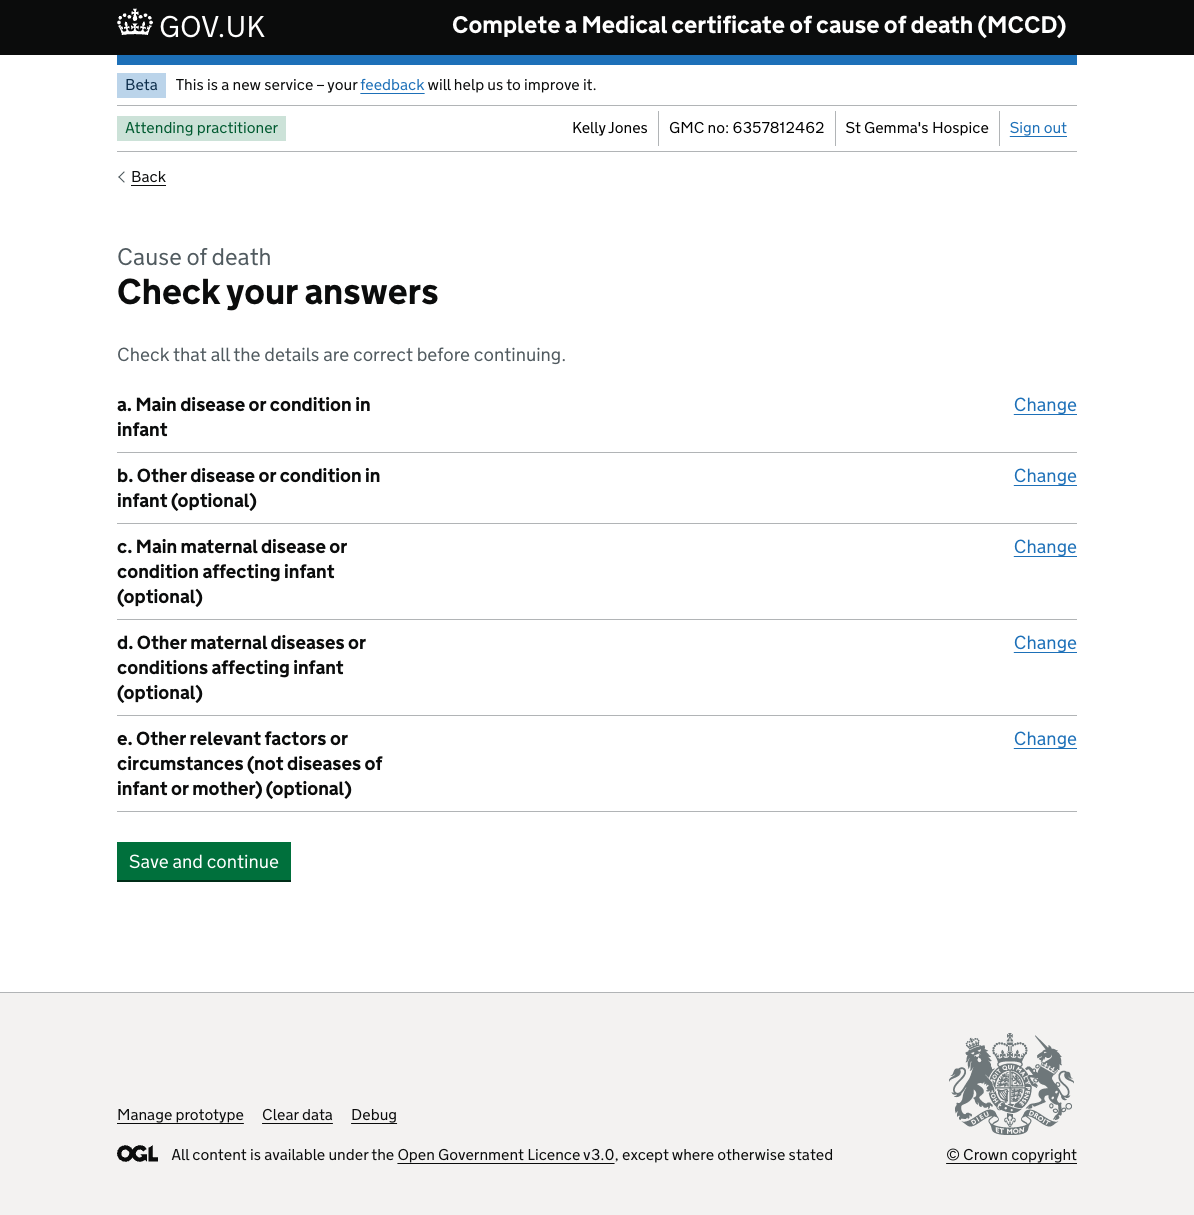 GOV.UK
Complete a Medical certificate of cause of death (MCCD)
Beta This is a new service – your feedback will help us to improve it.
Attending practitioner Kelly Jones GMC no: 6357812462 St Gemma's Hospice Sign out
Back
Cause of death
Check your answers
Check that all the details are correct before continuing.
a. Main disease or condition in Change
infant
b. Other disease or condition in Change
infant (optional)
c. Main maternal disease or Change
condition affecting infant
(optional)
d. Other maternal diseases or Change
conditions affecting infant
(optional)
e. Other relevant factors or Change
circumstances (not diseases of
infant or mother) (optional)
Save and continue
DIEU ET MON DROIT
Manage prototype Clear data Debug
OGL All content is available under the Open Government Licence v3.0, except where otherwise stated
© Crown copyright